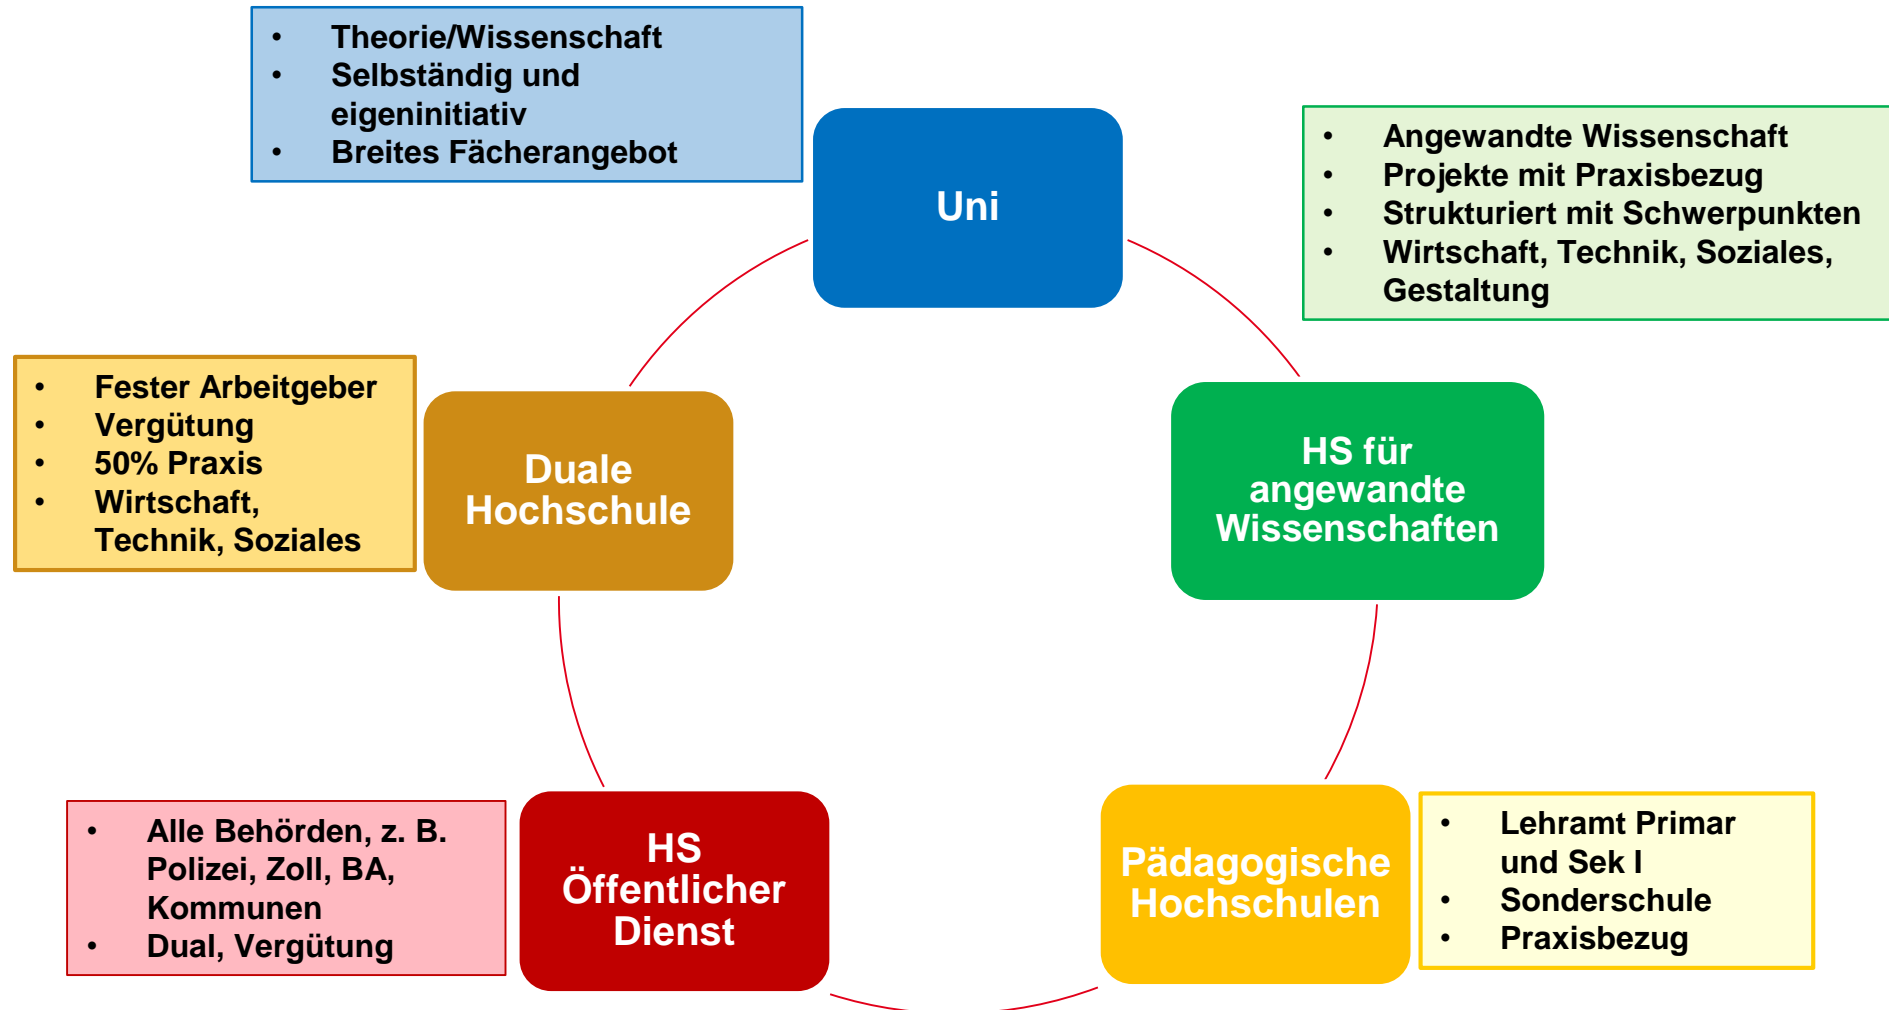 • Theorie/Wissenschaft
• Selbständig und
eigeninitiativ
• Breites Fächerangebot
Uni
• Angewandte Wissenschaft
• Projekte mit Praxisbezug
• Strukturiert mit Schwerpunkten
• Wirtschaft, Technik, Soziales,
Gestaltung
• Fester Arbeitgeber
• Vergütung
• 50% Praxis
• Wirtschaft,
Technik, Soziales
Duale
Hochschule
HS für
angewandte
Wissenschaften
• Alle Behörden, z. B.
Polizei, Zoll, BA,
Kommunen
• Dual, Vergütung
HS
Öffentlicher
Dienst
Pädagogische
Hochschulen
• Lehramt Primar
und Sek I
• Sonderschule
• Praxisbezug